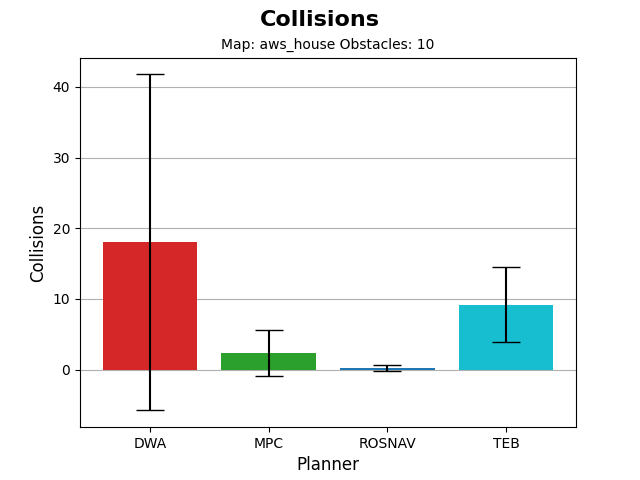 Collisions
Map: aws_house Obstacles: 10
40
30
20
10
0
Collisions
DWA MPC ROSNAV TEB
Planner